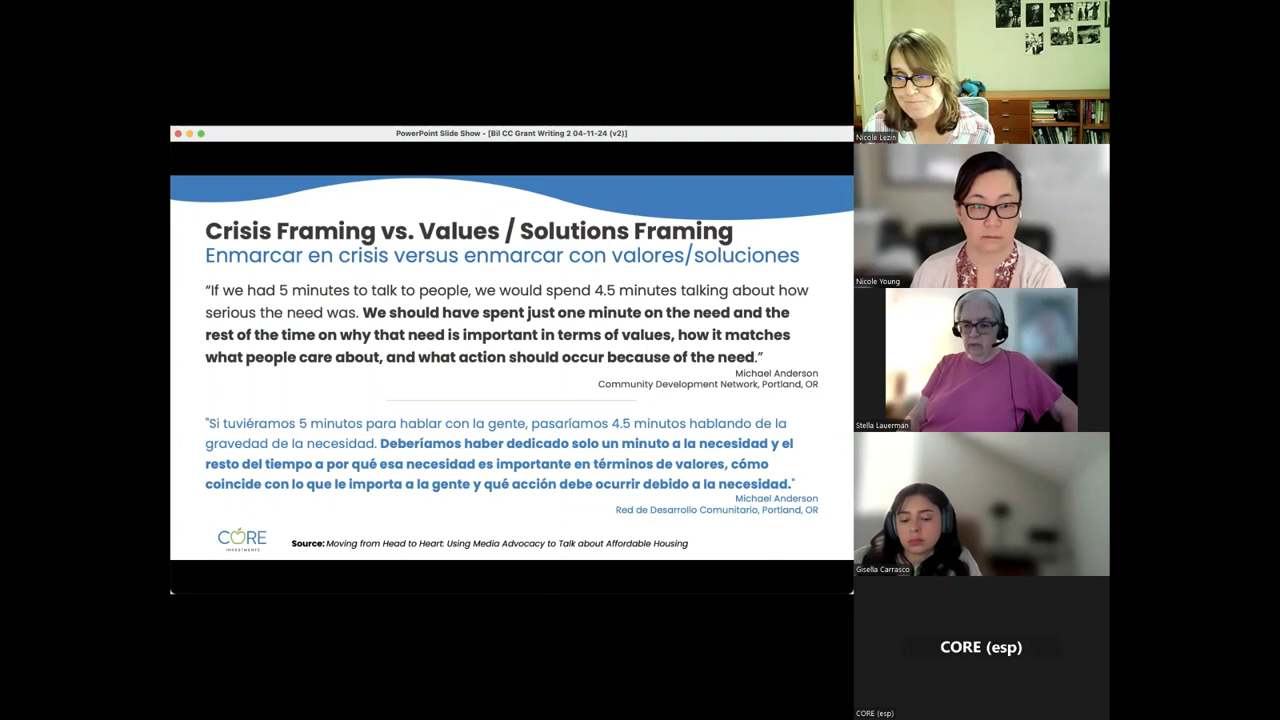 PowerPoint Slide Show - [Bil CC Grant Writing 2 04-11-24 (v2)]
Crisis Framing vs. Values / Solutions Framing
Enmarcar en crisis versus enmarcar con valores/soluciones
“If we had 5 minutes to talk to people, we would spend 4.5 minutes talking about how
serious the need was. We should have spent just one minute on the need and the
rest of the time on why that need is important in terms of values, how it matches
what people care about, and what action should occur because of the need.”
Michael Anderson
Community Development Network, Portland, OR
"Si tuviéramos 5 minutos para hablar con la gente, pasaríamos 4.5 minutos hablando de la
gravedad de la necesidad. Deberíamos haber dedicado solo un minuto a la necesidad y el
resto del tiempo a por qué esa necesidad es importante en términos de valores, cómo
coincide con lo que le importa a la gente y qué acción debe ocurrir debido a la necesidad."
Michael Anderson
Red de Desarrollo Comunitario, Portland, OR
CORE
INVESTMENTS
Source: Moving from Head to Heart: Using Media Advocacy to Talk about Affordable Housing
Nicole Lezin
Nicole Young
Stella Lauerman
Gisella Carrasco
CORE (esp)
CORE (esp)